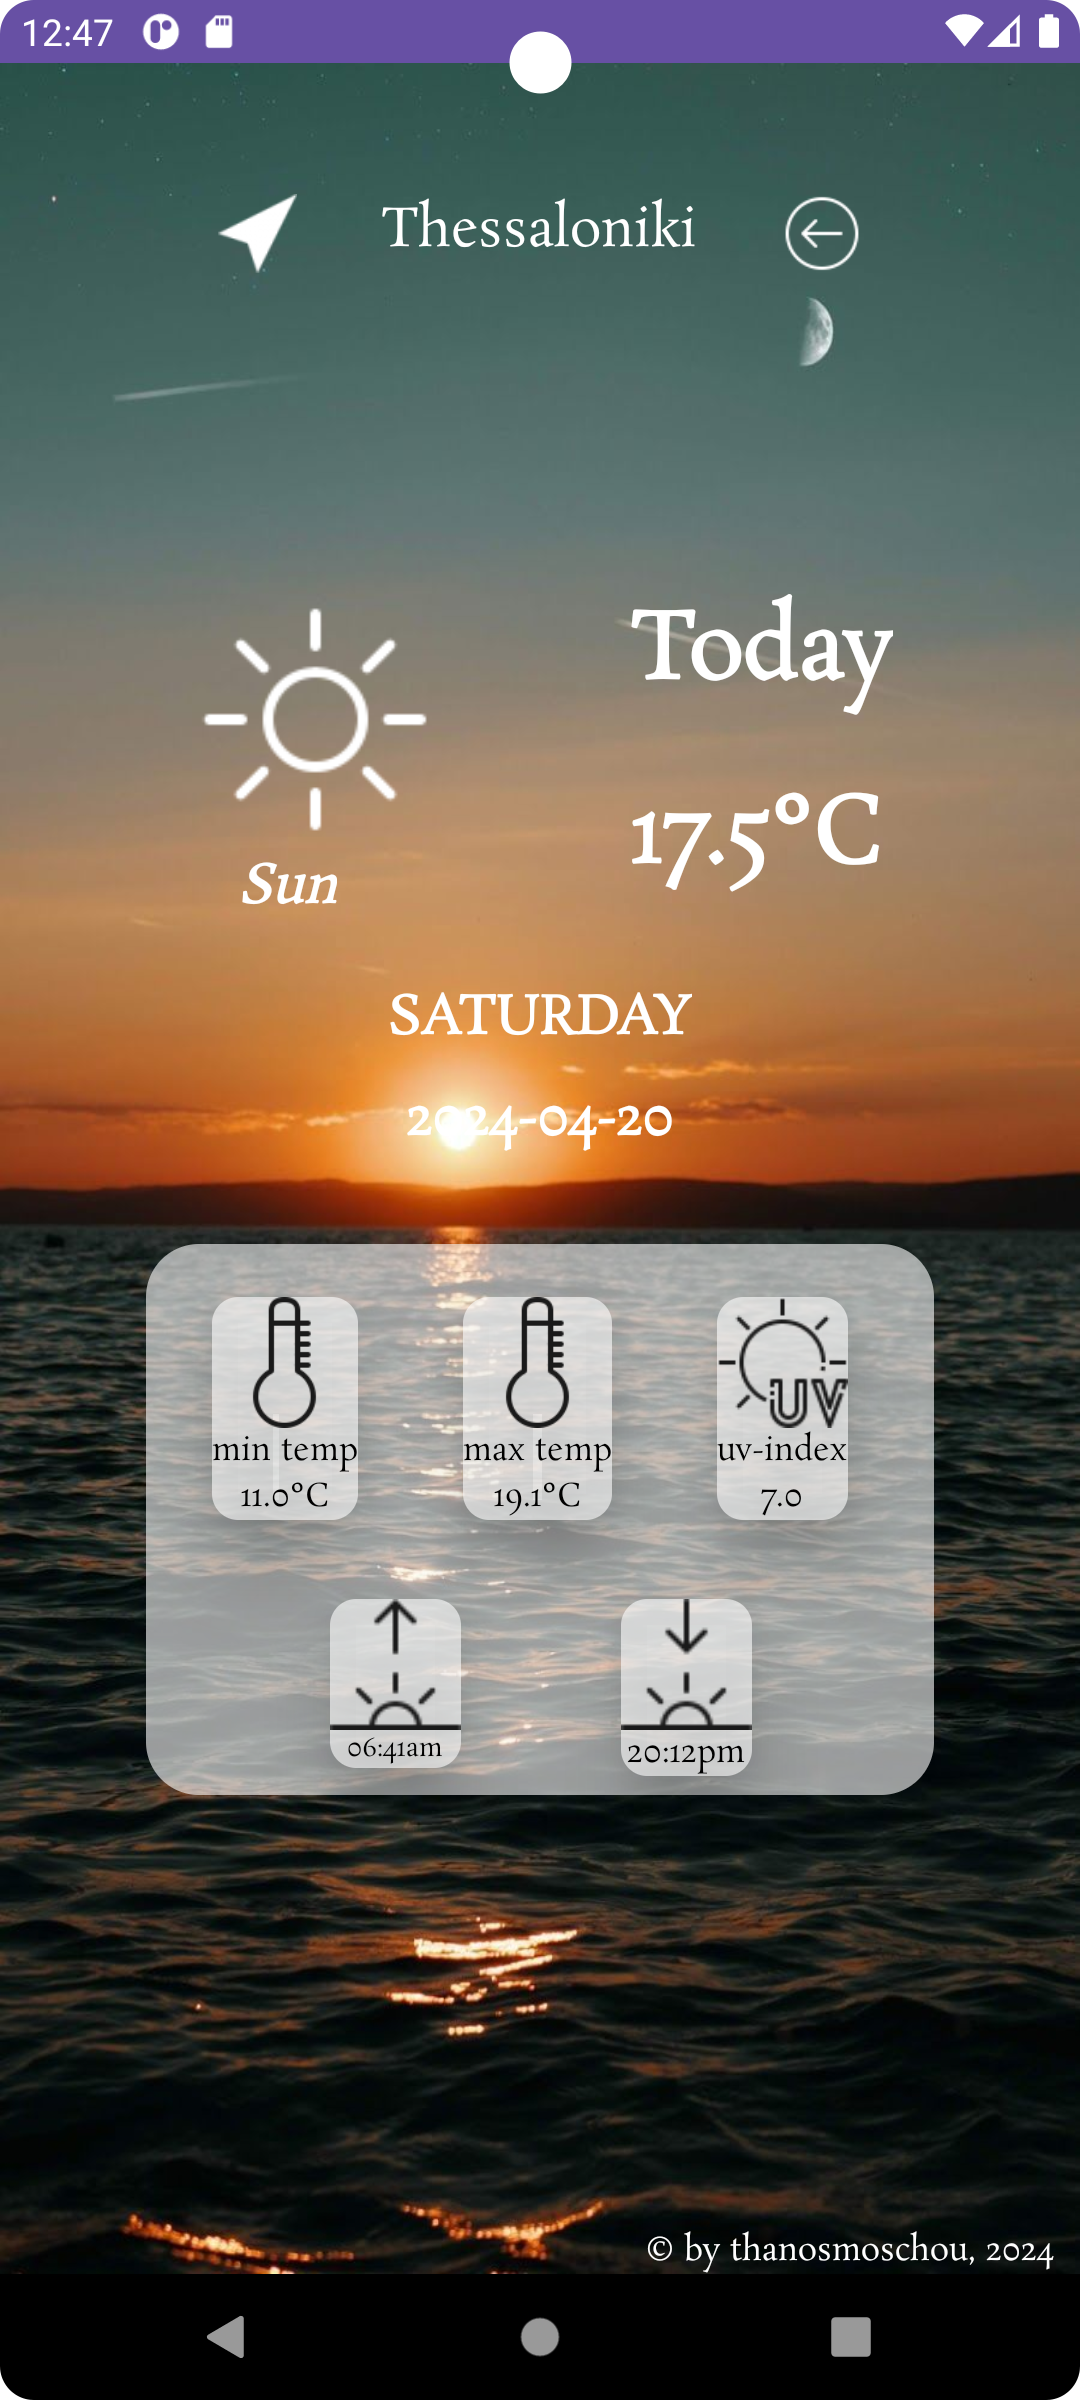 12:47
Thessaloniki
Today
17.5°C
Sun
SATURDAY
2024-04-20
UV
min temp
max temp
uv-index
11.0°C
19.1°C
7.0
06:41am
20:12pm
© by thanosmoschou, 2024